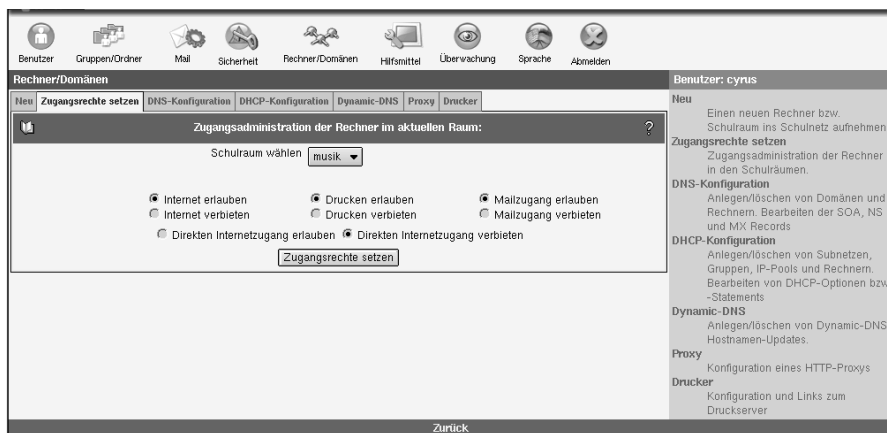 Benutzer Gruppen/Ordner Mail Sicherheit Rechner/Domänen Hilfsmittel Überwachung Sprache Abmelden
Rechner/Domänen
Neu Zugangsrechte setzen DNS-Konfiguration DHCP-Konfiguration Dynamic-DNS Proxy Drucker
Zugangsadministration der Rechner im aktuellen Raum: ?
Schulraum wählen musik
Internet erlauben Drucken erlauben Mailzugang erlauben
Internet verbieten Drucken verbieten Mailzugang verbieten
Direkten Internetzugang erlauben Direkten Internetzugang verbieten
Zugangsrechte setzen
Benutzer: cyrus
Neu
Einen neuen Rechner bzw.
Schulraum ins Schulnetz aufnehmen
Zugangsrechte setzen
Zugangsadministration der Rechner
in den Schulräumen.
DNS-Konfiguration
Anlegen/löschen von Domänen und
Rechnern. Bearbeiten der SOA, NS
und MX Records
DHCP-Konfiguration
Anlegen/löschen von Subnetzen,
Gruppen, IP-Pools und Rechnern.
Bearbeiten von DHCP-Optionen bzw
-Statements
Dynamic-DNS
Anlegen/löschen von Dynamic-DNS
Hostnamen-Updates.
Proxy
Konfiguration eines HTTP-Proxys
Drucker
Konfiguration und Links zum
Druckserver
Zurück